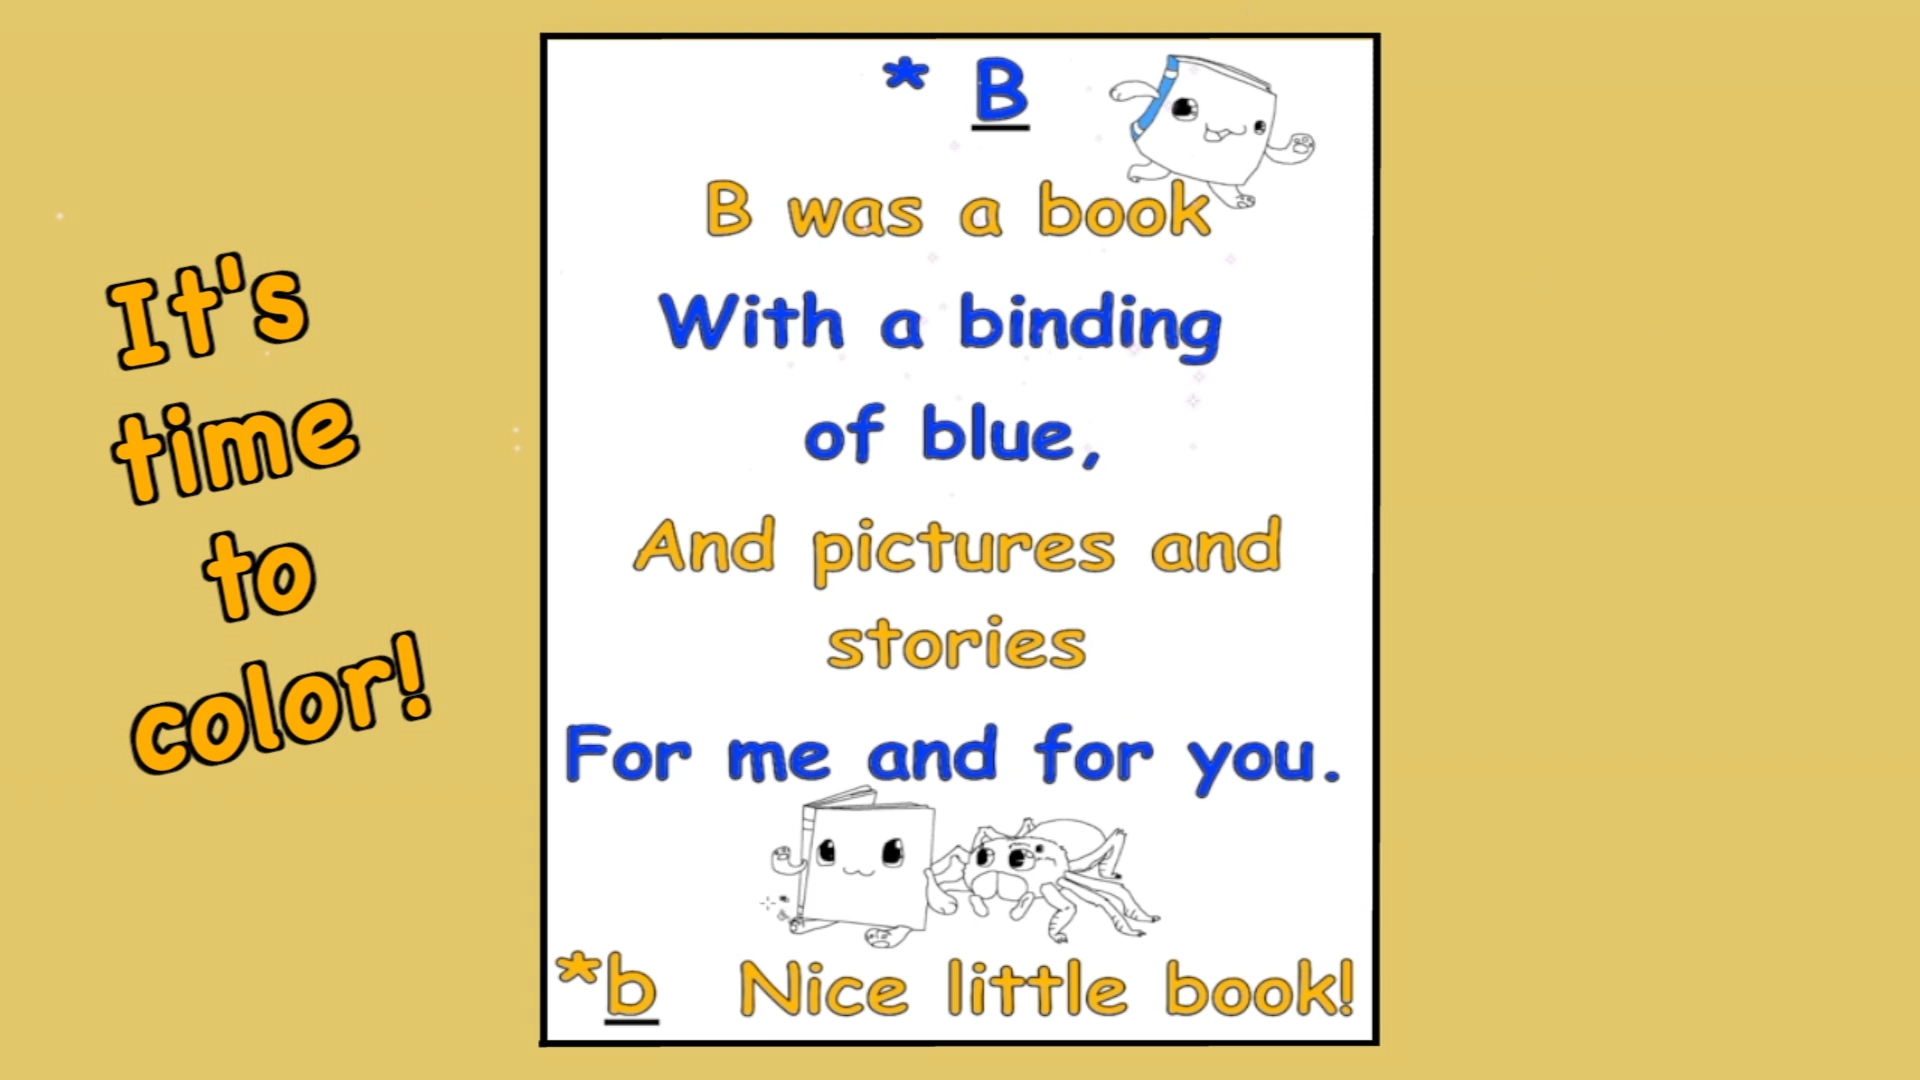 It's
time
to
color!
* B
B was a book
With a binding
of blue,
And pictures and
stories
For me and for you.
*b Nice little book!